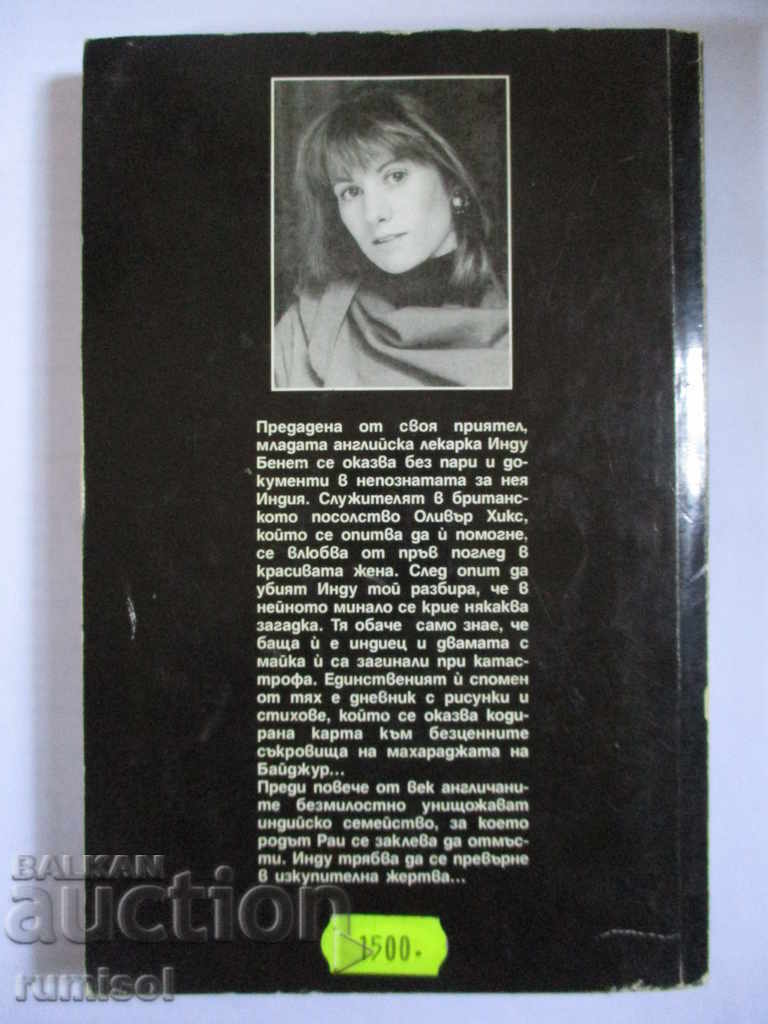 Предадена от своя приятел,
младата английска лекарка Инду
Бенет се оказва без пари и до-
кументи в непознатата за нея
Индия. Служителят в британс-
кото посолство Оливър Хикс,
който се опитва да ѝ помогне,
се влюбва от пръв поглед в
красивата жена. След опит да
убият Инду той разбира, че в
нейното минало се крие някаква
загадка. Тя обаче само знае, че
баща ѝ е индиец и двамата с
майка ѝ са загинали при катас-
трофа. Единственият ѝ спомен
от тях е дневник с рисунки и
стихове, който се оказва коди-
рана карта към безценните
съкровища на махараджата на
Байджур...
Преди повече от век англичани-
те безмилостно унищожават
индийско семейство, за което
родът Раи се заклева да отмъс-
ти. Инду трябва да се превърне
в изкупителна жертва...
BALKAN
auction
1500.-
rumisol